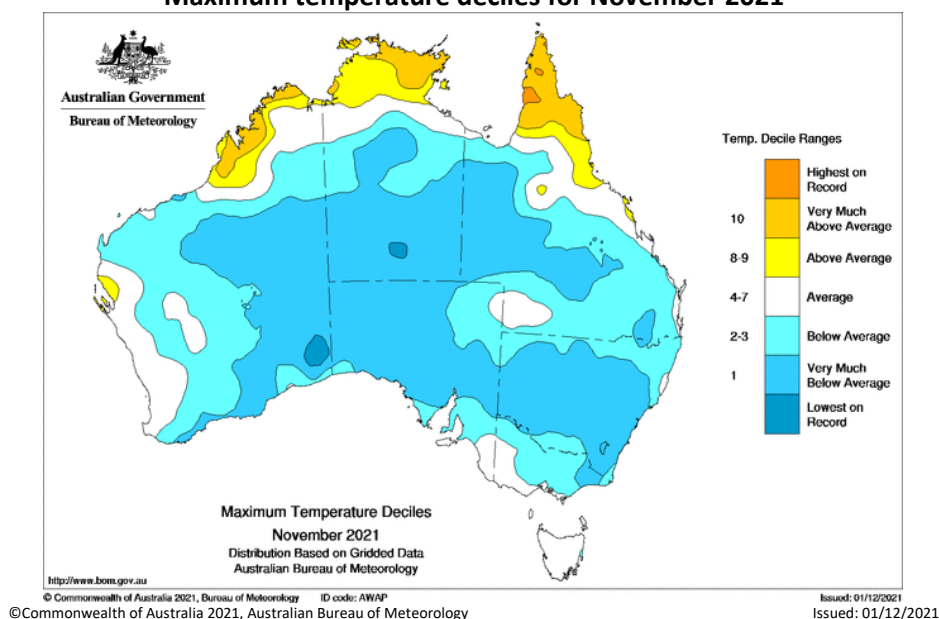 Maximum temperature deciles for November 2021
Australian Government
Bureau of Meteorology
Temp. Decile Ranges
Highest on
Record
10
Very Much
Above Average
8-9
Above Average
4-7
Average
2-3
Below Average
1
Very Much
Below Average
Lowest on
Record
Maximum Temperature Deciles
November 2021
Distribution Based on Gridded Data
Australian Bureau of Meteorology
http://www.bom.gov.au
© Commonwealth of Australia 2021, Bureau of Meteorology ID code: AWAP Issued: 01/12/2021
©Commonwealth of Australia 2021, Australian Bureau of Meteorology Issued: 01/12/2021